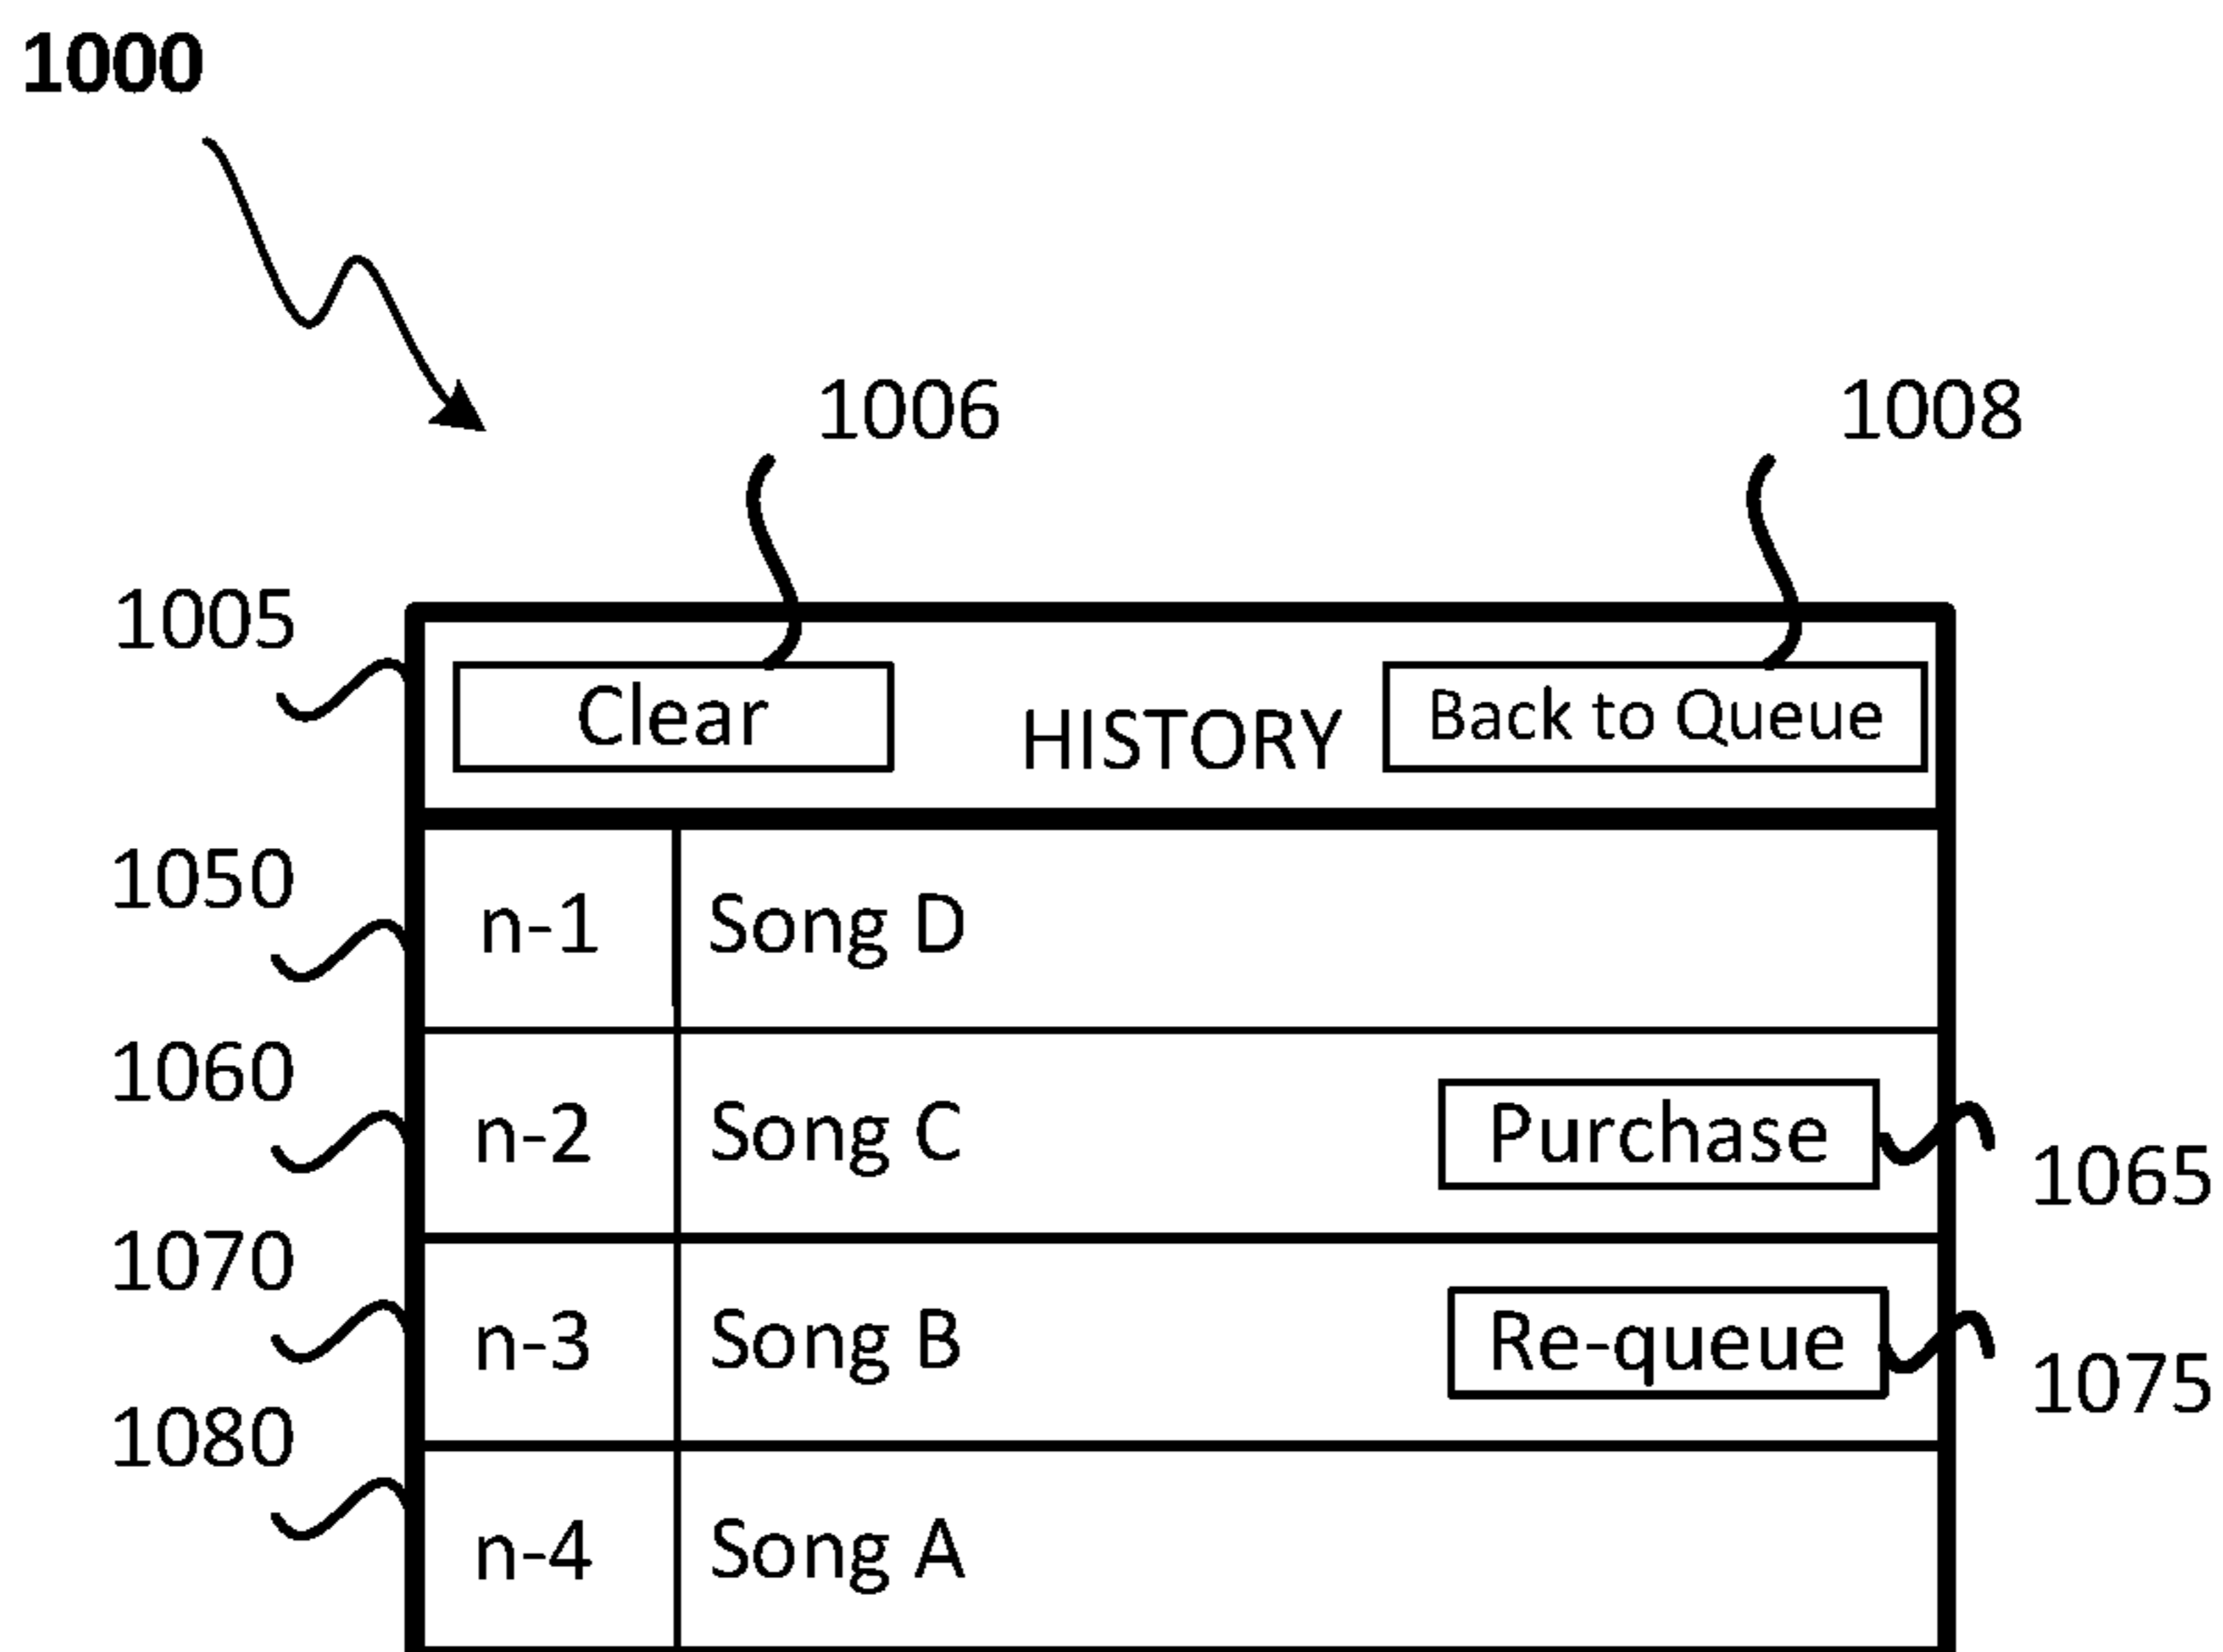 1000
1006 1008
1005
Clear HISTORY Back to Queue
1050
n-1 Song D
1060
n-2 Song C Purchase
1065
1070
n-3 Song B Re-queue
1075
1080
n-4 Song A